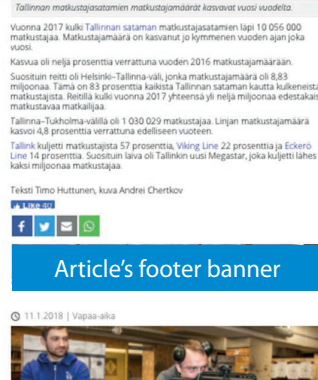 Tallinnan matkustajasatamien matkustajamäärät kasvavat vuosi vuodelta.
Vuonna 2017 kulki Tallinnan sataman matkustajasatamien läpi 10 056 000
matkustajaa. Matkustajamäärä on kasvanut jo kymmenen vuoden ajan joka
vuosi.
Kasvua oli neljä prosenttia verrattuna vuoden 2016 matkustajamäärään.
Suosituin reitti oli Helsinki–Tallinna-väli, jonka matkustajamäärä oli 8,83
miljoonaa. Tämä on 83 prosenttia kaikista Tallinnan sataman kautta kulkeneista
matkustajista. Reitillä kulki vuonna 2017 yhteensä yli neljä miljoonaa edestakaista
matkustavaa matkailijaa.
Tallinna–Tukholma-välillä oli 1 030 029 matkustajaa. Linjan matkustajamäärä
kasvoi 4,8 prosenttia verrattuna edelliseen vuoteen.
Tallink kuljetti matkustajista 57 prosenttia, Viking Line 22 prosenttia ja Eckerö
Line 14 prosenttia. Suosituin laiva oli Tallinkin uusi Megastar, joka kuljetti lähes
kaksi miljoonaa matkustajaa.
Teksti Timo Huttunen, kuva Andrei Chertkov
Like 40
Article's footer banner
11.1.2018 | Vapaa-aika